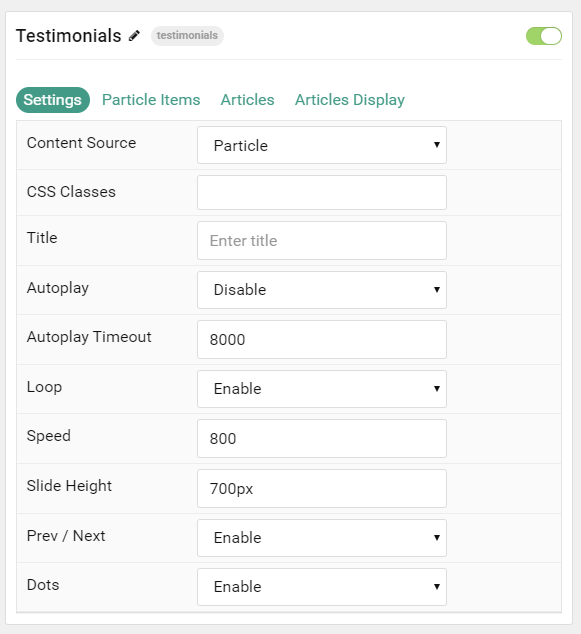 Testimonials testimonials
Settings Particle Items Articles Articles Display
Content Source Particle
CSS Classes
Title Enter title
Autoplay Disable
Autoplay Timeout 8000
Loop Enable
Speed 800
Slide Height 700px
Prev / Next Enable
Dots Enable